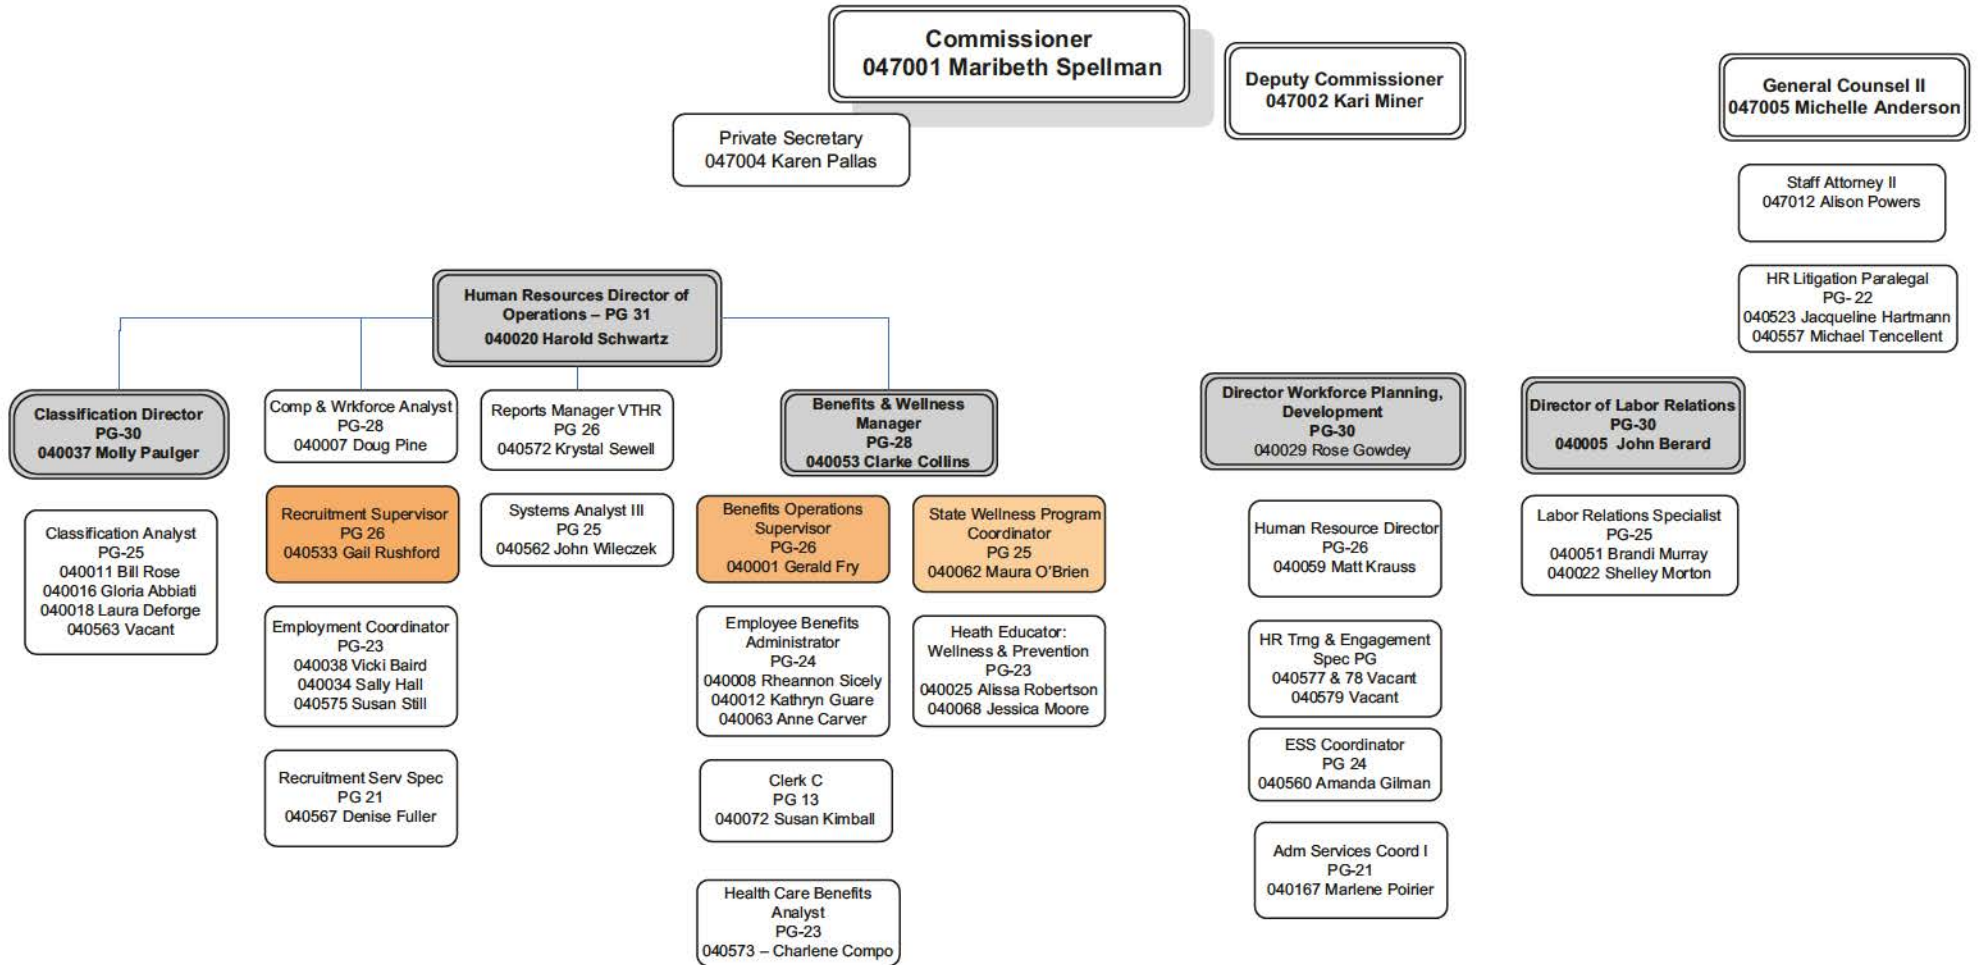 Commissioner
047001 Maribeth Spellman
Deputy Commissioner
047002 Kari Miner
General Counsel II
047005 Michelle Anderson
Private Secretary
047004 Karen Pallas
Staff Attorney II
047012 Alison Powers
HR Litigation Paralegal
PG- 22
040523 Jacqueline Hartmann
040557 Michael Tencellent
Human Resources Director of
Operations – PG 31
040020 Harold Schwartz
Classification Director
PG-30
040037 Molly Paulger
Comp & Wrkforce Analyst
PG-28
040007 Doug Pine
Reports Manager VTHR
PG 26
040572 Krystal Sewell
Benefits & Wellness
Manager
PG-28
040053 Clarke Collins
Director Workforce Planning,
Development
PG-30
040029 Rose Gowdey
Director of Labor Relations
PG-30
040005 John Berard
Classification Analyst
PG-25
040011 Bill Rose
040016 Gloria Abbiati
040018 Laura Deforge
040563 Vacant
Recruitment Supervisor
PG 26
040533 Gail Rushford
Systems Analyst III
PG 25
040562 John Wileczek
Benefits Operations
Supervisor
PG-26
040001 Gerald Fry
State Wellness Program
Coordinator
PG 25
040062 Maura O'Brien
Human Resource Director
PG-26
040059 Matt Krauss
Labor Relations Specialist
PG-25
040051 Brandi Murray
040022 Shelley Morton
Employment Coordinator
PG-23
040038 Vicki Baird
040034 Sally Hall
040575 Susan Still
Employee Benefits
Administrator
PG-24
040008 Rheannon Sicely
040012 Kathryn Guare
040063 Anne Carver
Heath Educator:
Wellness & Prevention
PG-23
040025 Alissa Robertson
040068 Jessica Moore
HR Trng & Engagement
Spec PG
040577 & 78 Vacant
040579 Vacant
ESS Coordinator
PG 24
040560 Amanda Gilman
Recruitment Serv Spec
PG 21
040567 Denise Fuller
Clerk C
PG 13
040072 Susan Kimball
Adm Services Coord I
PG-21
040167 Marlene Poirier
Health Care Benefits
Analyst
PG-23
040573 – Charlene Compo